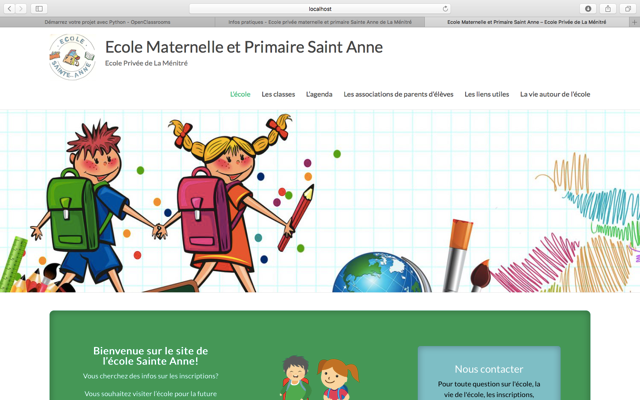 localhost
Démarrez votre projet avec Python - OpenClassrooms
Infos pratiques – Ecole privée maternelle et primaire Sainte Anne de La Ménitré
Ecole Maternelle et Primaire Saint Anne – Ecole Privée de La Ménitré
ECOLE
SAINTE ANNE
Ecole Maternelle et Primaire Saint Anne
Ecole Privée de La Ménitré
L'école
Les classes
L'agenda
Les associations de parents d'élèves
Les liens utiles
La vie autour de l'école
Bienvenue sur le site de
l'école Sainte Anne!
Vous cherchez des infos sur les inscriptions?
Vous souhaitez visiter l'école pour la future
Nous contacter
Pour toute question sur l'école, la
vie de l'école, les inscriptions,